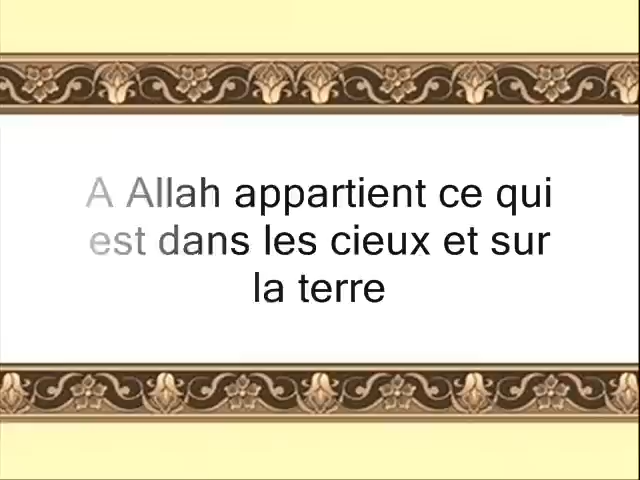 A Allah appartient ce qui
est dans les cieux et sur
la terre